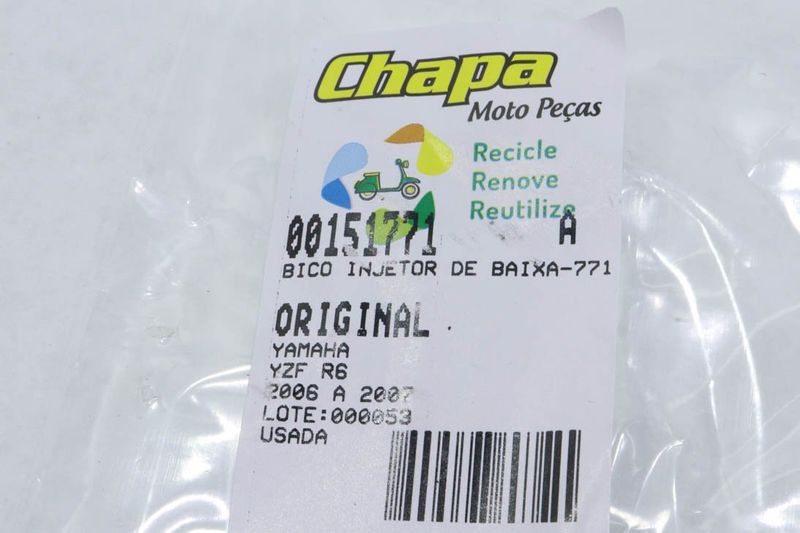 Chapa
Moto Peças
Recicle
Renove
Reutilize
00151771 A
BICO INJETOR DE BAIXA-771
ORIGINAL
YAMAHA
YZF R6
2006 A 2007
LOTE:000053
USADA